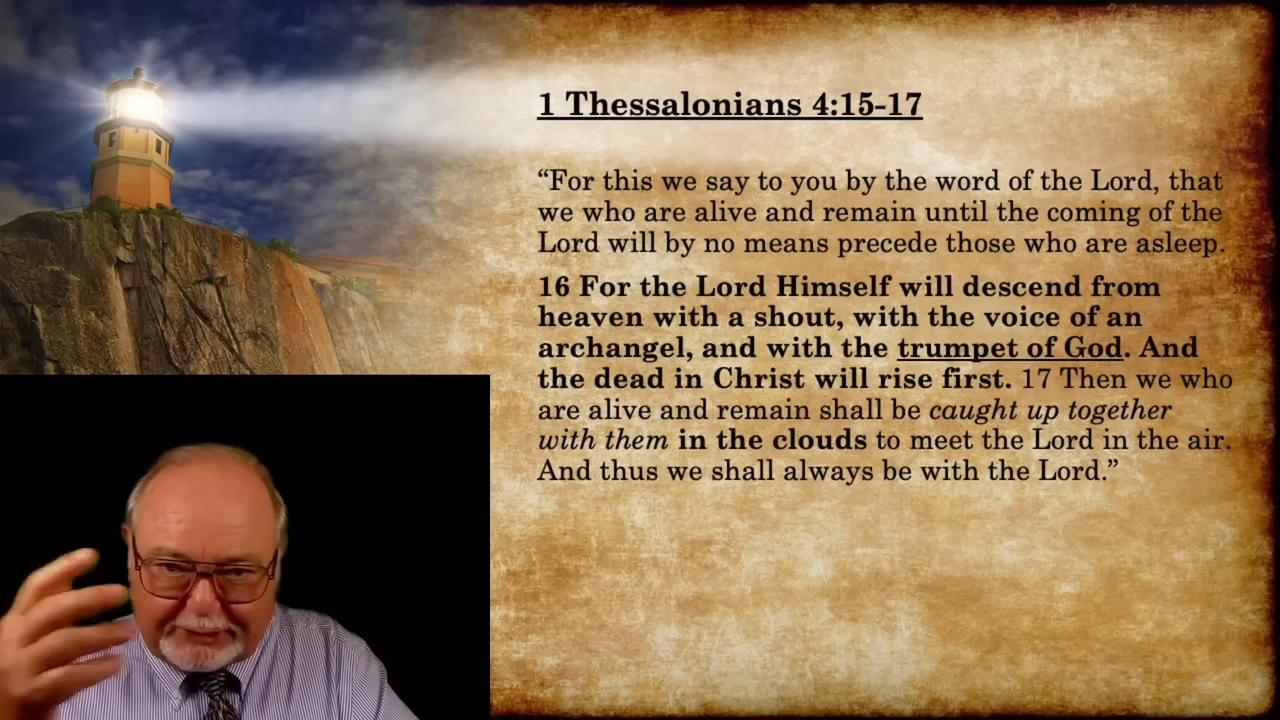 1 Thessalonians 4:15-17
“For this we say to you by the word of the Lord, that
we who are alive and remain until the coming of the
Lord will by no means precede those who are asleep.
16 For the Lord Himself will descend from
heaven with a shout, with the voice of an
archangel, and with the trumpet of God. And
the dead in Christ will rise first. 17 Then we who
are alive and remain shall be caught up together
with them in the clouds to meet the Lord in the air.
And thus we shall always be with the Lord.”